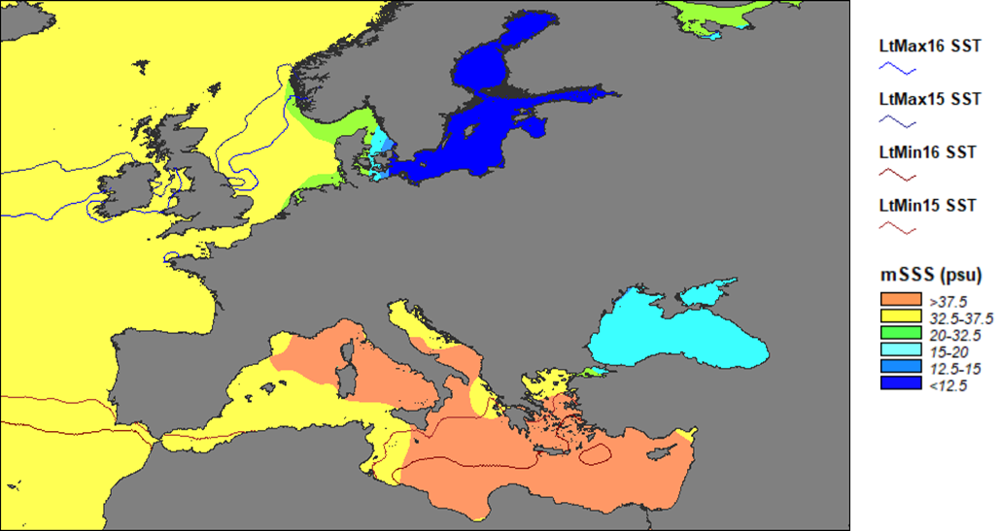 LtMax16 SST
LtMax15 SST
LtMin16 SST
LtMin15 SST
mSSS (psu)
>37.5
32.5-37.5
20-32.5
15-20
12.5-15
<12.5